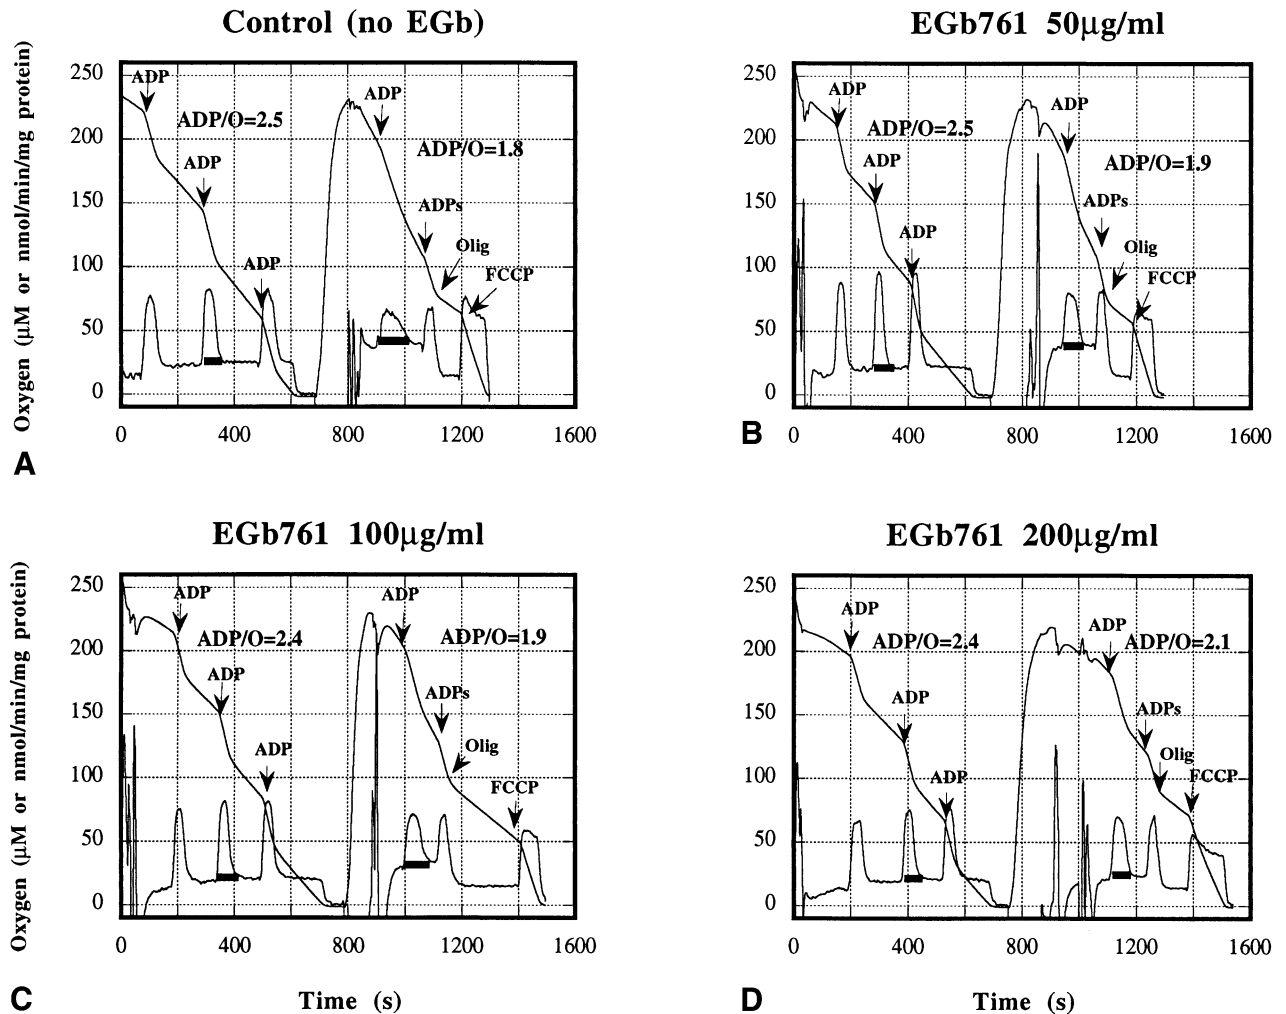 Control (no EGb)
Oxygen (μM or nmol/min/mg protein)
250
200
150
100
50
0
0 400 800 1200 1600
ADP
ADP/O=2.5
ADP
ADP
ADP
ADP/O=1.8
ADPs
Olig
FCCP
A
EGb761 50μg/ml
250
200
150
100
50
0
0 400 800 1200 1600
ADP
ADP/O=2.5
ADP
ADP
ADP
ADP/O=1.9
ADPs
Olig
FCCP
B
EGb761 100μg/ml
Oxygen (μM or nmol/min/mg protein)
250
200
150
100
50
0
0 400 800 1200 1600
ADP
ADP/O=2.4
ADP
ADP
ADP
ADP/O=1.9
ADPs
Olig
FCCP
C
Time (s)
EGb761 200μg/ml
250
200
150
100
50
0
0 400 800 1200 1600
ADP
ADP/O=2.4
ADP
ADP
ADP
ADP/O=2.1
ADPs
Olig
FCCP
D
Time (s)